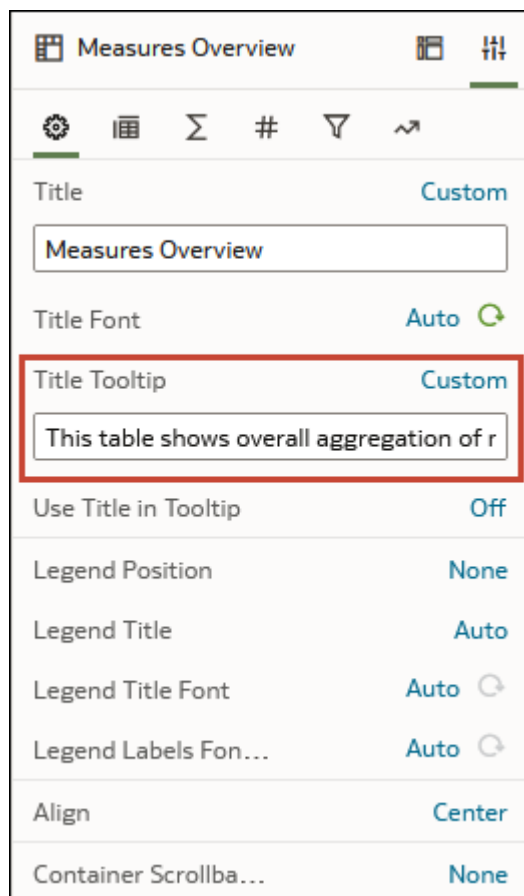 Measures Overview
Title Custom
Measures Overview
Title Font Auto
Title Tooltip Custom
This table shows overall aggregation of r
Use Title in Tooltip Off
Legend Position None
Legend Title Auto
Legend Title Font Auto
Legend Labels Fon... Auto
Align Center
Container Scrollba... None